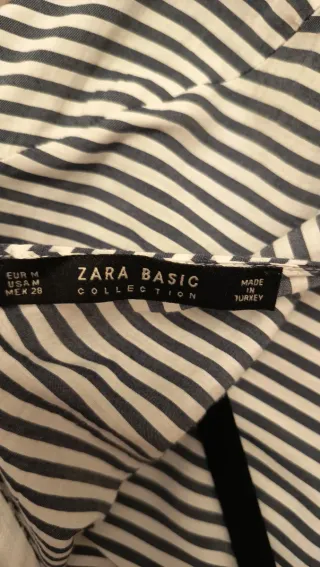 EUR M
USA M
MEX 28
ZARA BASIC
COLLECTION
MADE
IN
TURKEY